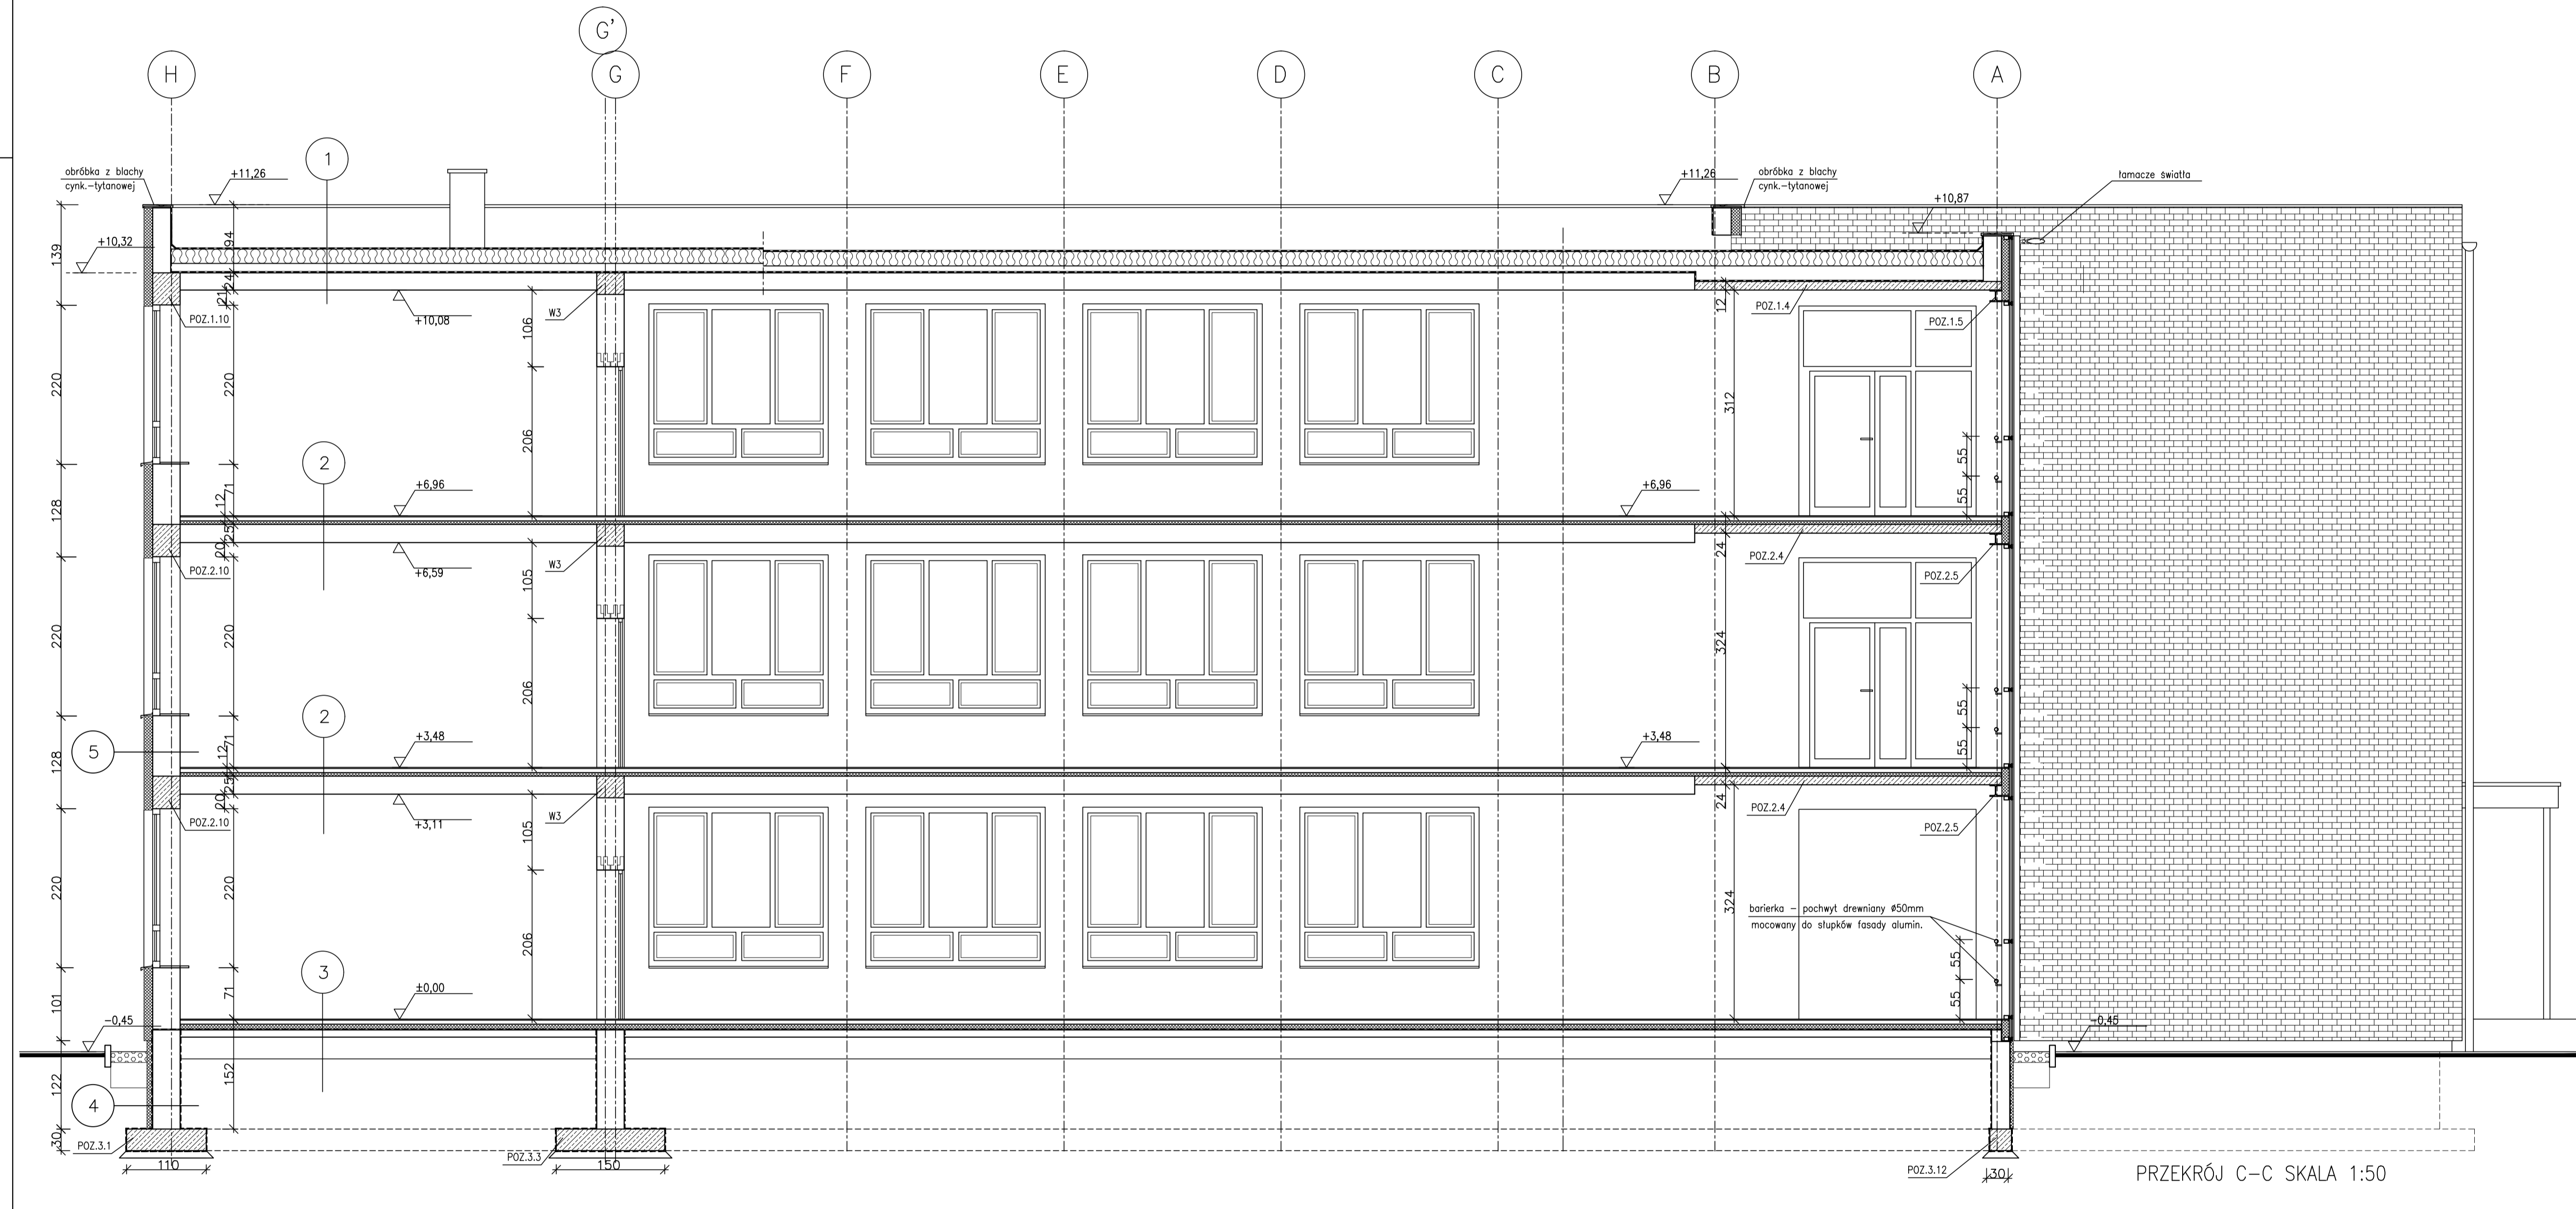 G'
H
G
F
E
D
C
B
A
obróbka z blachy
cynk.-tytanowej
+11,26
1
+11,26
obróbka z blachy
cynk.-tytanowej
+10,87
łamacze światła
139
+10,32
94
24
21
POZ.1.10
+10,08
W3
106
12
POZ.1.4
POZ.1.5
220
220
206
312
55
55
2
+6,96
+6,96
128
71
12
25
20
POZ.2.10
+6,59
W3
105
24
POZ.2.4
POZ.2.5
220
220
206
324
55
55
2
5
+3,48
+3,48
128
71
12
25
20
POZ.2.10
+3,11
W3
105
24
POZ.2.4
POZ.2.5
220
220
206
324
barierka - pochwyt drewniany Ø50mm
mocowany do słupków fasady alumin.
55
55
3
±0,00
101
71
-0,45
-0,45
122
152
4
30
POZ.3.1
110
POZ.3.3
150
POZ.3.12
30
PRZEKRÓJ C-C SKALA 1:50